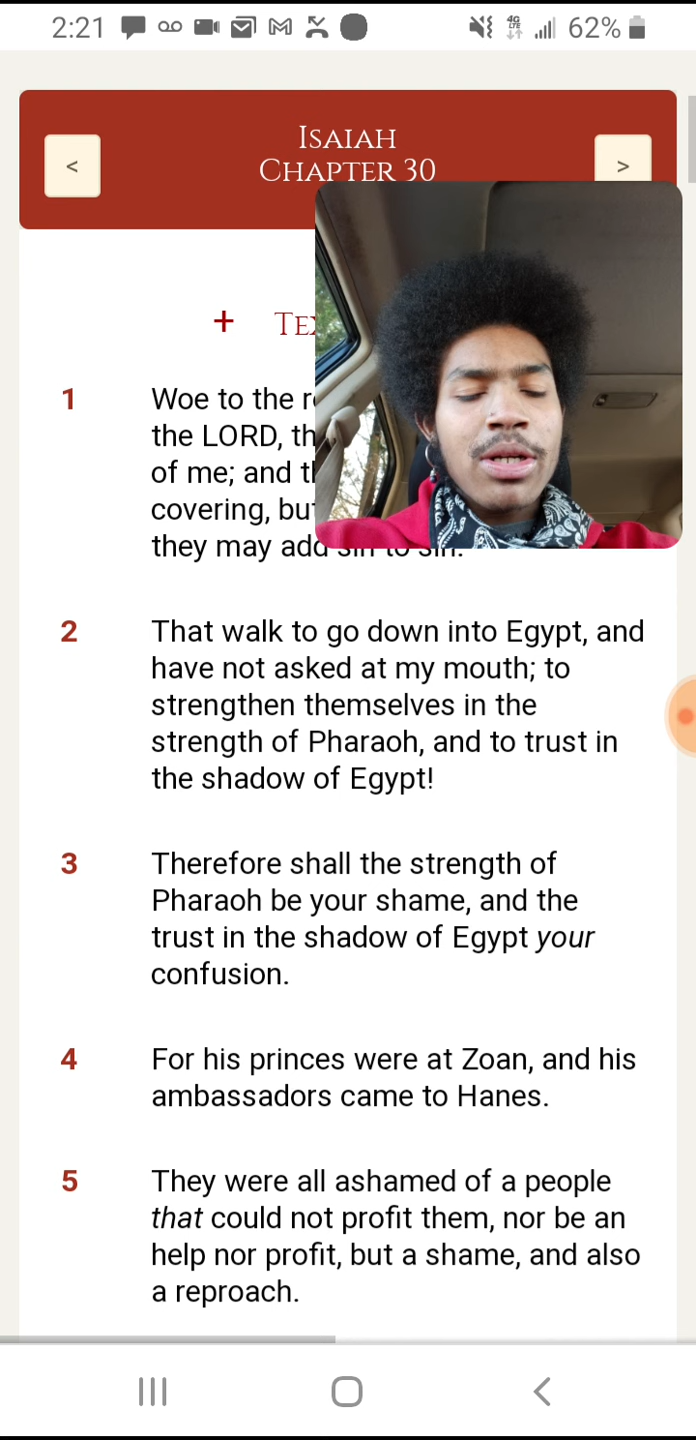 2:21 4G LTE 62%
ISAIAH
< CHAPTER 30 >
+
1 Woe to the
the LORD,
of me; and
covering,
they may add sin to sin:
2 That walk to go down into Egypt, and
have not asked at my mouth; to
strengthen themselves in the
strength of Pharaoh, and to trust in
the shadow of Egypt!
3 Therefore shall the strength of
Pharaoh be your shame, and the
trust in the shadow of Egypt your
confusion.
4 For his princes were at Zoan, and his
ambassadors came to Hanes.
5 They were all ashamed of a people
that could not profit them, nor be an
help nor profit, but a shame, and also
a reproach.